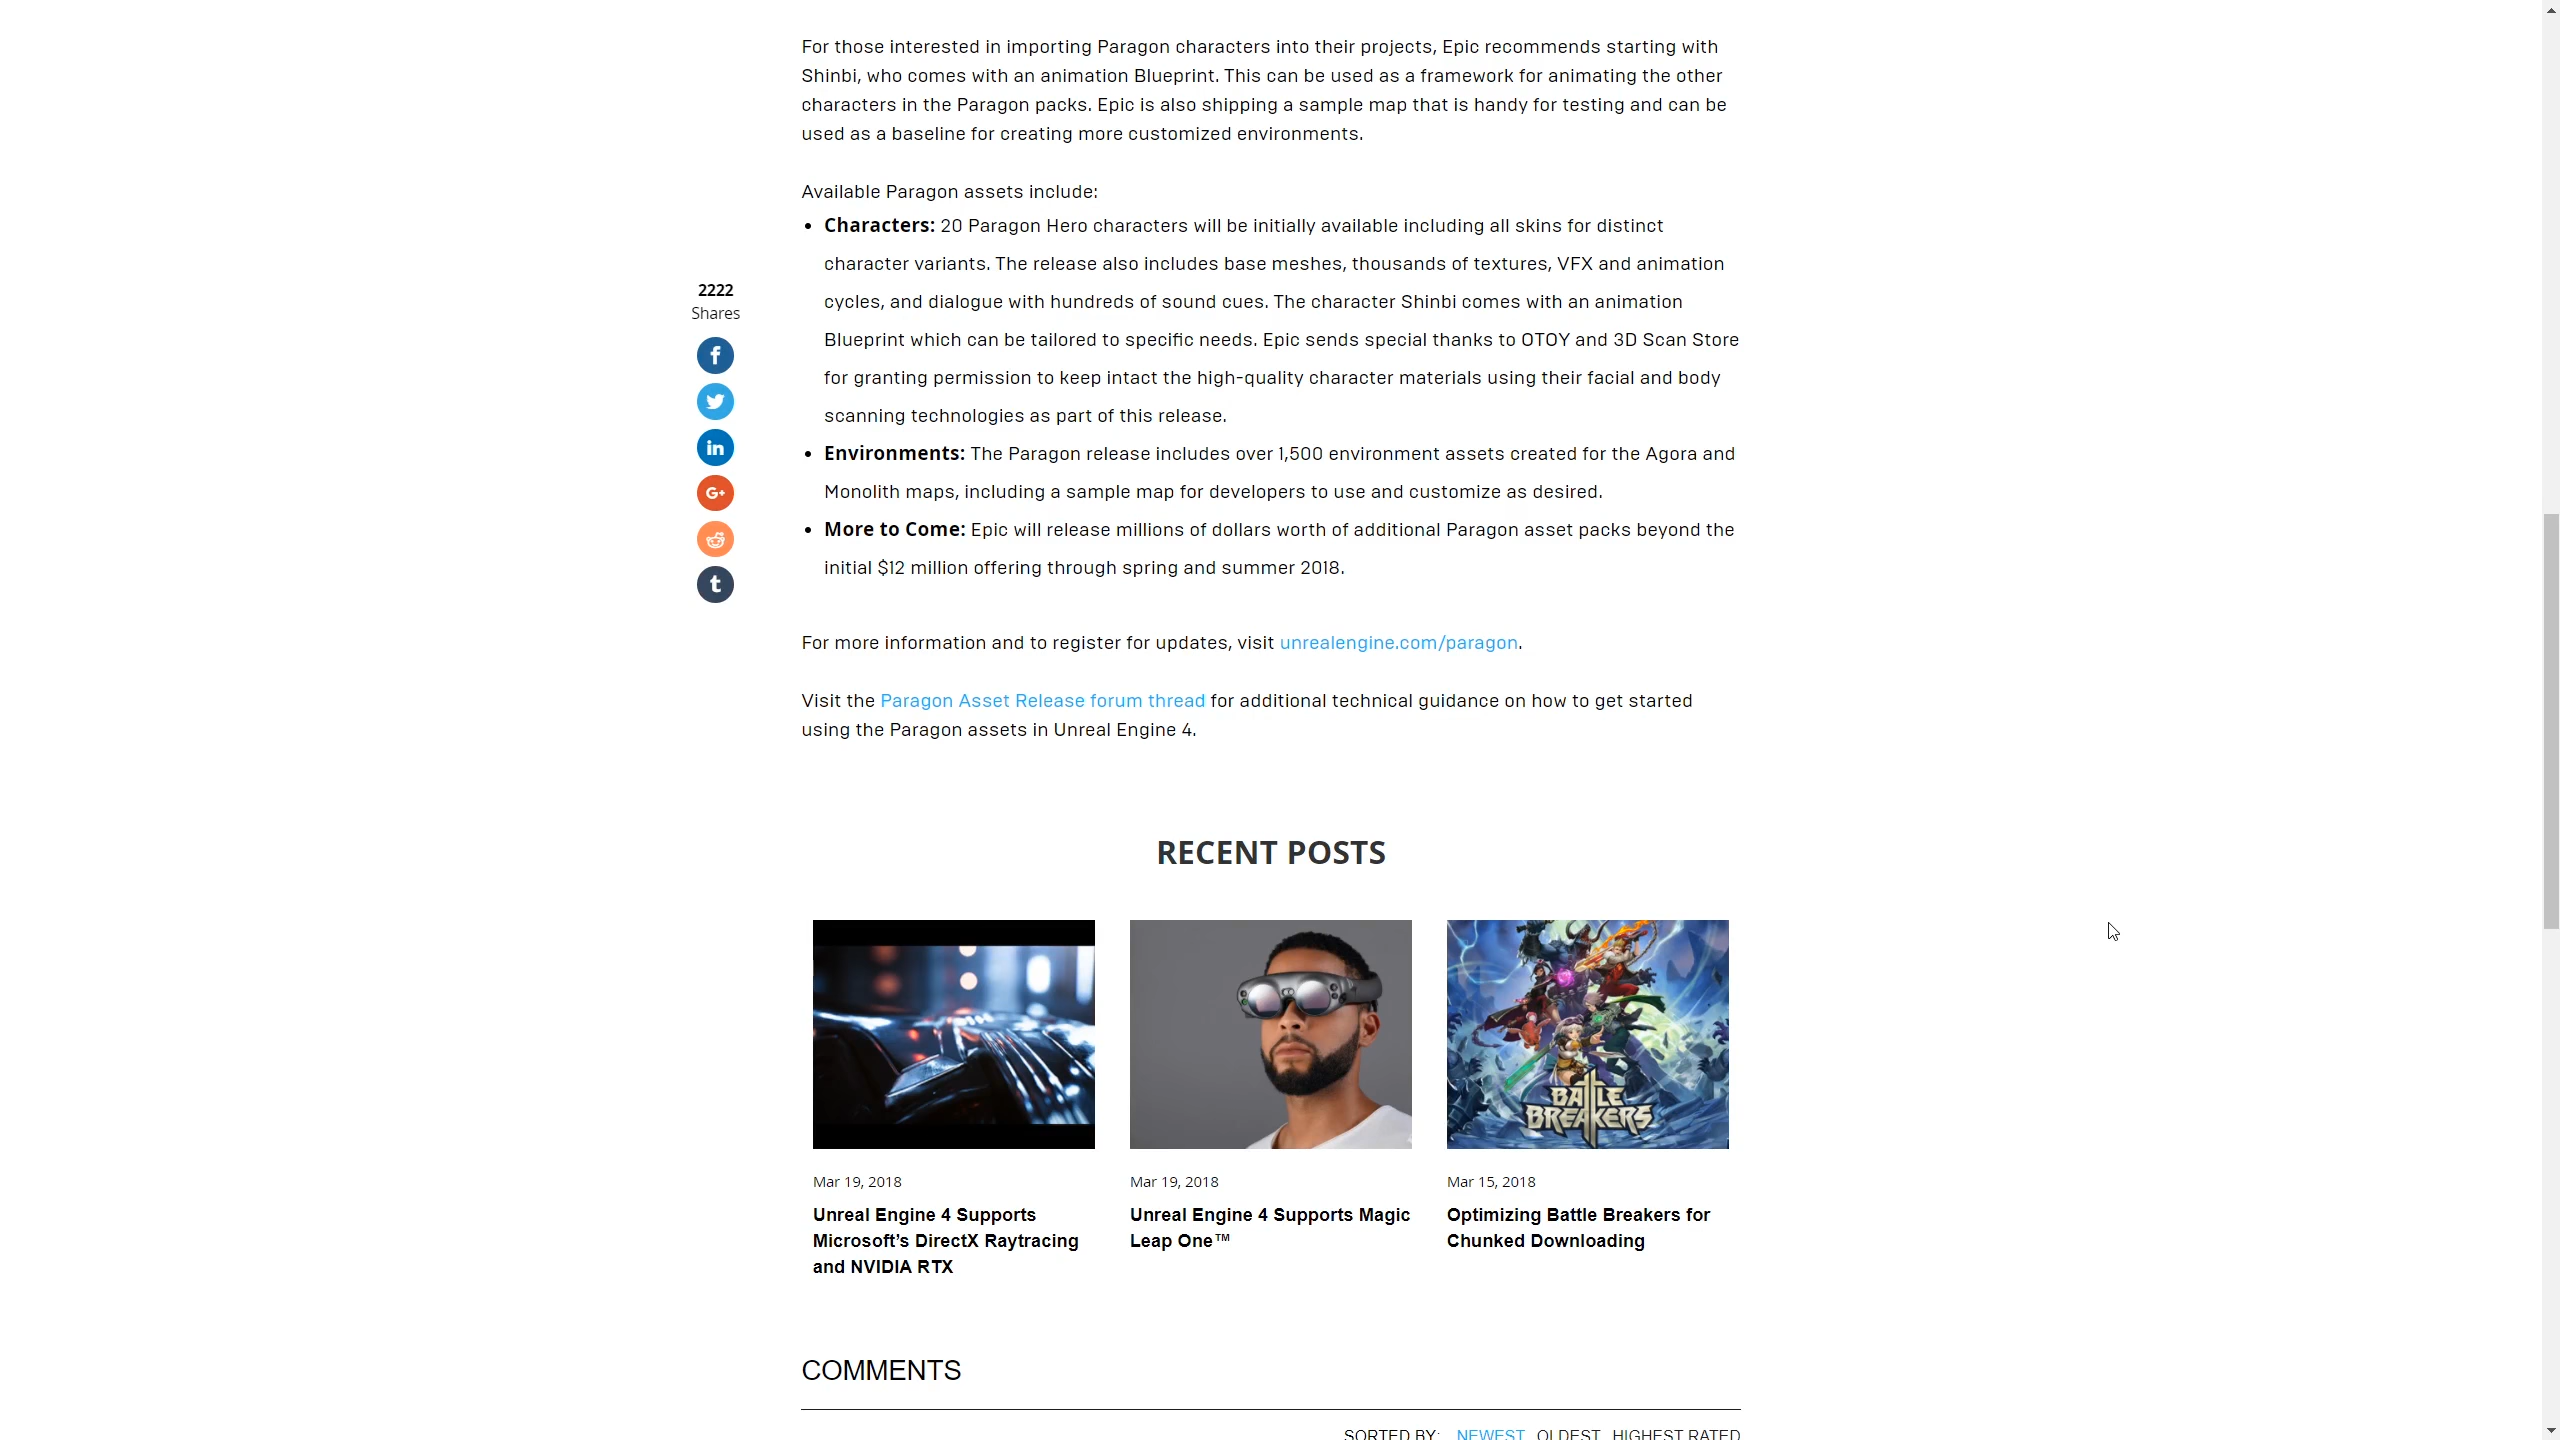 For those interested in importing Paragon characters into their projects, Epic recommends starting with
Shinbi, who comes with an animation Blueprint. This can be used as a framework for animating the other
characters in the Paragon packs. Epic is also shipping a sample map that is handy for testing and can be
used as a baseline for creating more customized environments.
Available Paragon assets include:
• Characters: 20 Paragon Hero characters will be initially available including all skins for distinct
character variants. The release also includes base meshes, thousands of textures, VFX and animation
cycles, and dialogue with hundreds of sound cues. The character Shinbi comes with an animation
Blueprint which can be tailored to specific needs. Epic sends special thanks to OTOY and 3D Scan Store
for granting permission to keep intact the high-quality character materials using their facial and body
scanning technologies as part of this release.
• Environments: The Paragon release includes over 1,500 environment assets created for the Agora and
Monolith maps, including a sample map for developers to use and customize as desired.
• More to Come: Epic will release millions of dollars worth of additional Paragon asset packs beyond the
initial $12 million offering through spring and summer 2018.
2222
Shares
f
in
G+
t
For more information and to register for updates, visit unrealengine.com/paragon.
Visit the Paragon Asset Release forum thread for additional technical guidance on how to get started
using the Paragon assets in Unreal Engine 4.
RECENT POSTS
BATTLE
BREAKERS
Mar 19, 2018
Unreal Engine 4 Supports
Microsoft’s DirectX Raytracing
and NVIDIA RTX
Mar 19, 2018
Unreal Engine 4 Supports Magic
Leap One™
Mar 15, 2018
Optimizing Battle Breakers for
Chunked Downloading
COMMENTS
SORTED BY: NEWEST OLDEST HIGHEST RATED